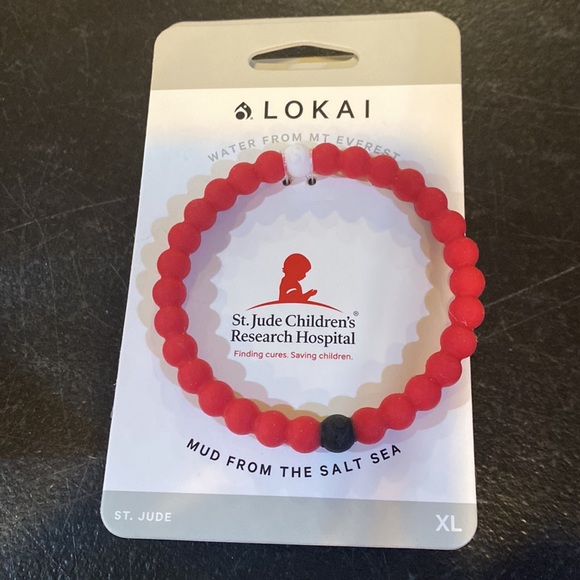 LOKAI
WATER FROM MT EVEREST
St. Jude Children's®
Research Hospital
Finding cures. Saving children.
MUD FROM THE SALT SEA
ST. JUDE
XL